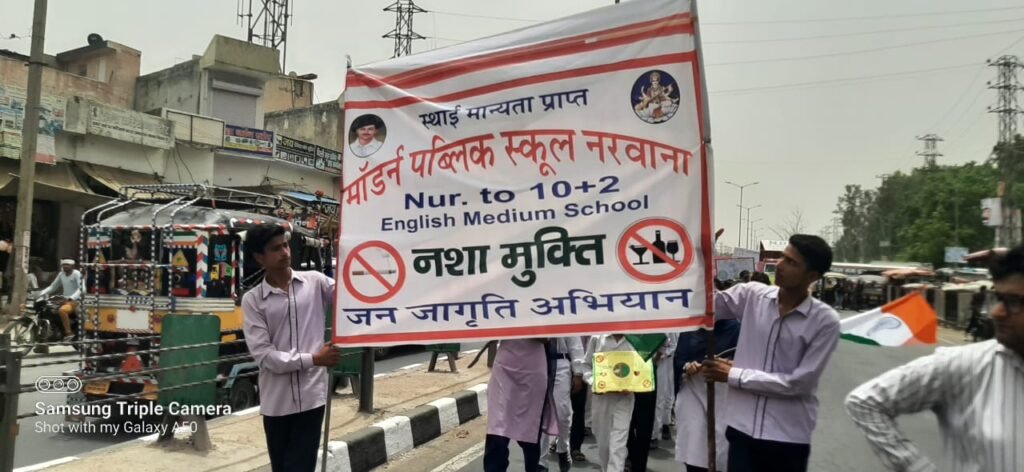 स्थाई मान्यता प्राप्त
मॉडर्न पब्लिक स्कूल नरवाना
Nur. to 10+2
English Medium School
नशा मुक्ति
जन जागृति अभियान
Samsung Triple Camera
Shot with my Galaxy A50